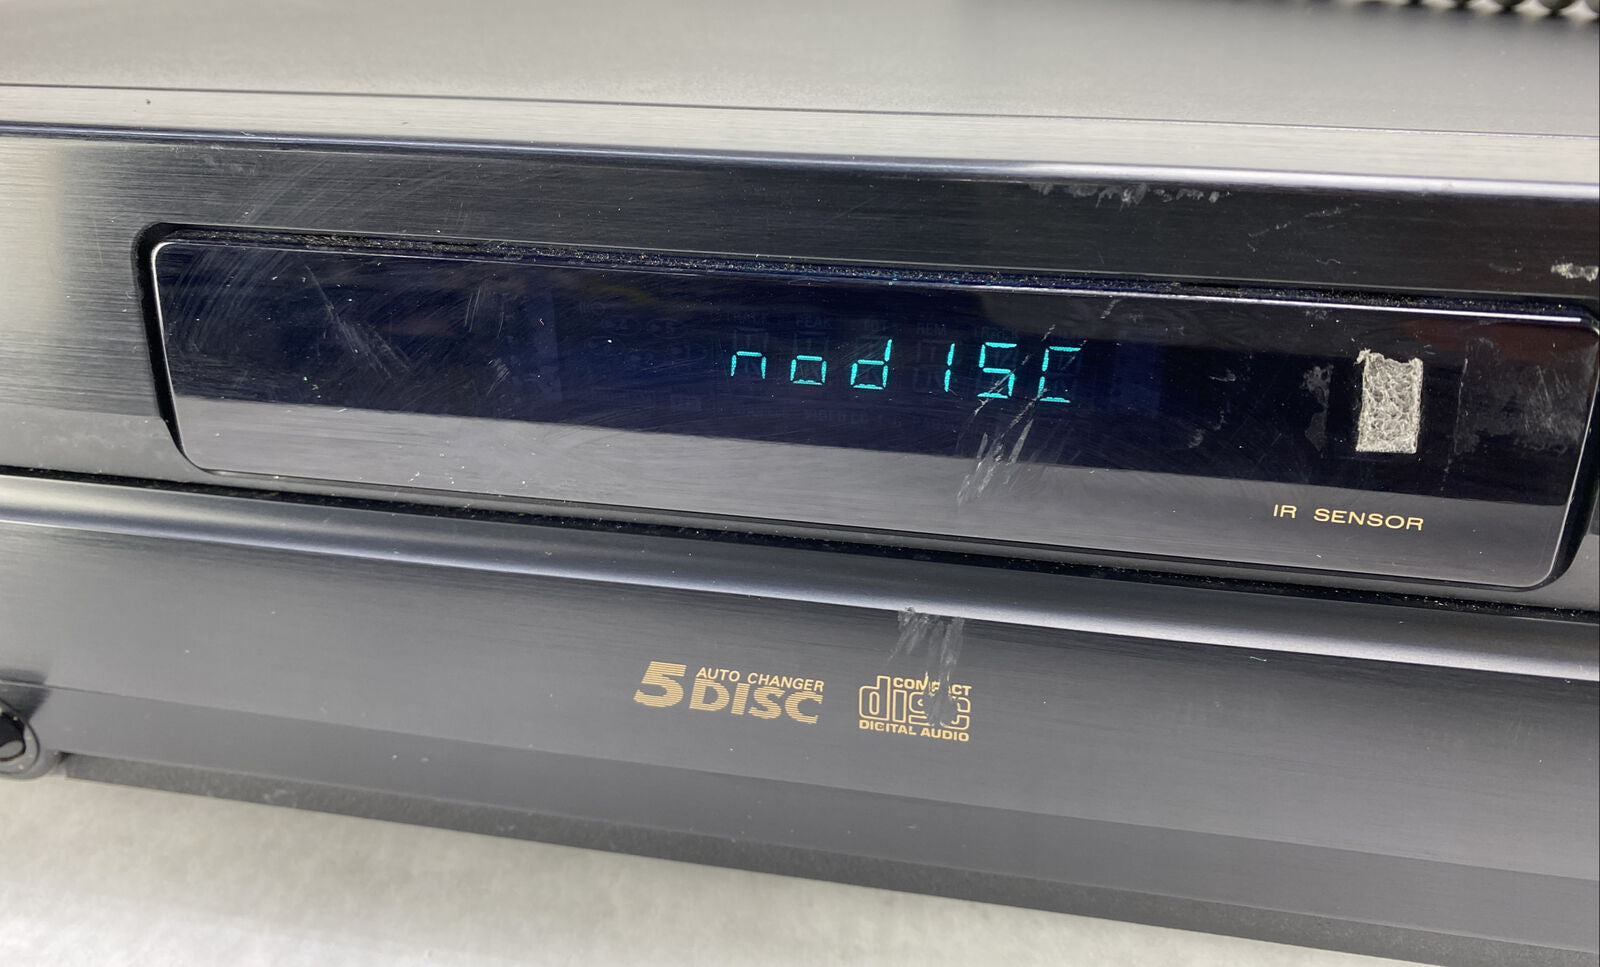 nodISC
IR SENSOR
5 DISC
AUTO CHANGER
COMPACT
disc
DIGITAL AUDIO